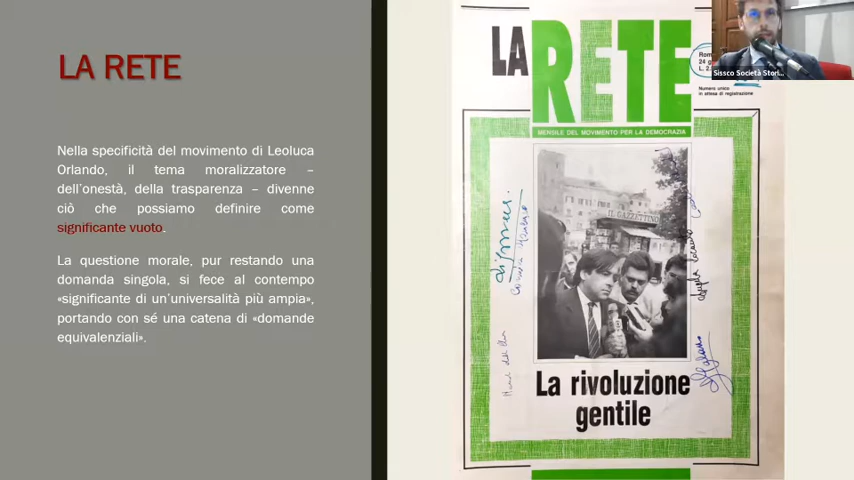 LA RETE
Nella specificità del movimento di Leoluca
Orlando, il tema moralizzatore –
dell'onestà, della trasparenza – divenne
ciò che possiamo definire come
significante vuoto.
La questione morale, pur restando una
domanda singola, si fece al contempo
«significante di un'universalità più ampia»,
portando con sé una catena di «domande
equivalenziali».
LA RETE
Numero unico
in attesa di registrazione
MENSILE DEL MOVIMENTO PER LA DEMOCRAZIA
IL GAZZETTINO
La rivoluzione
gentile
Sissco Società Stori...